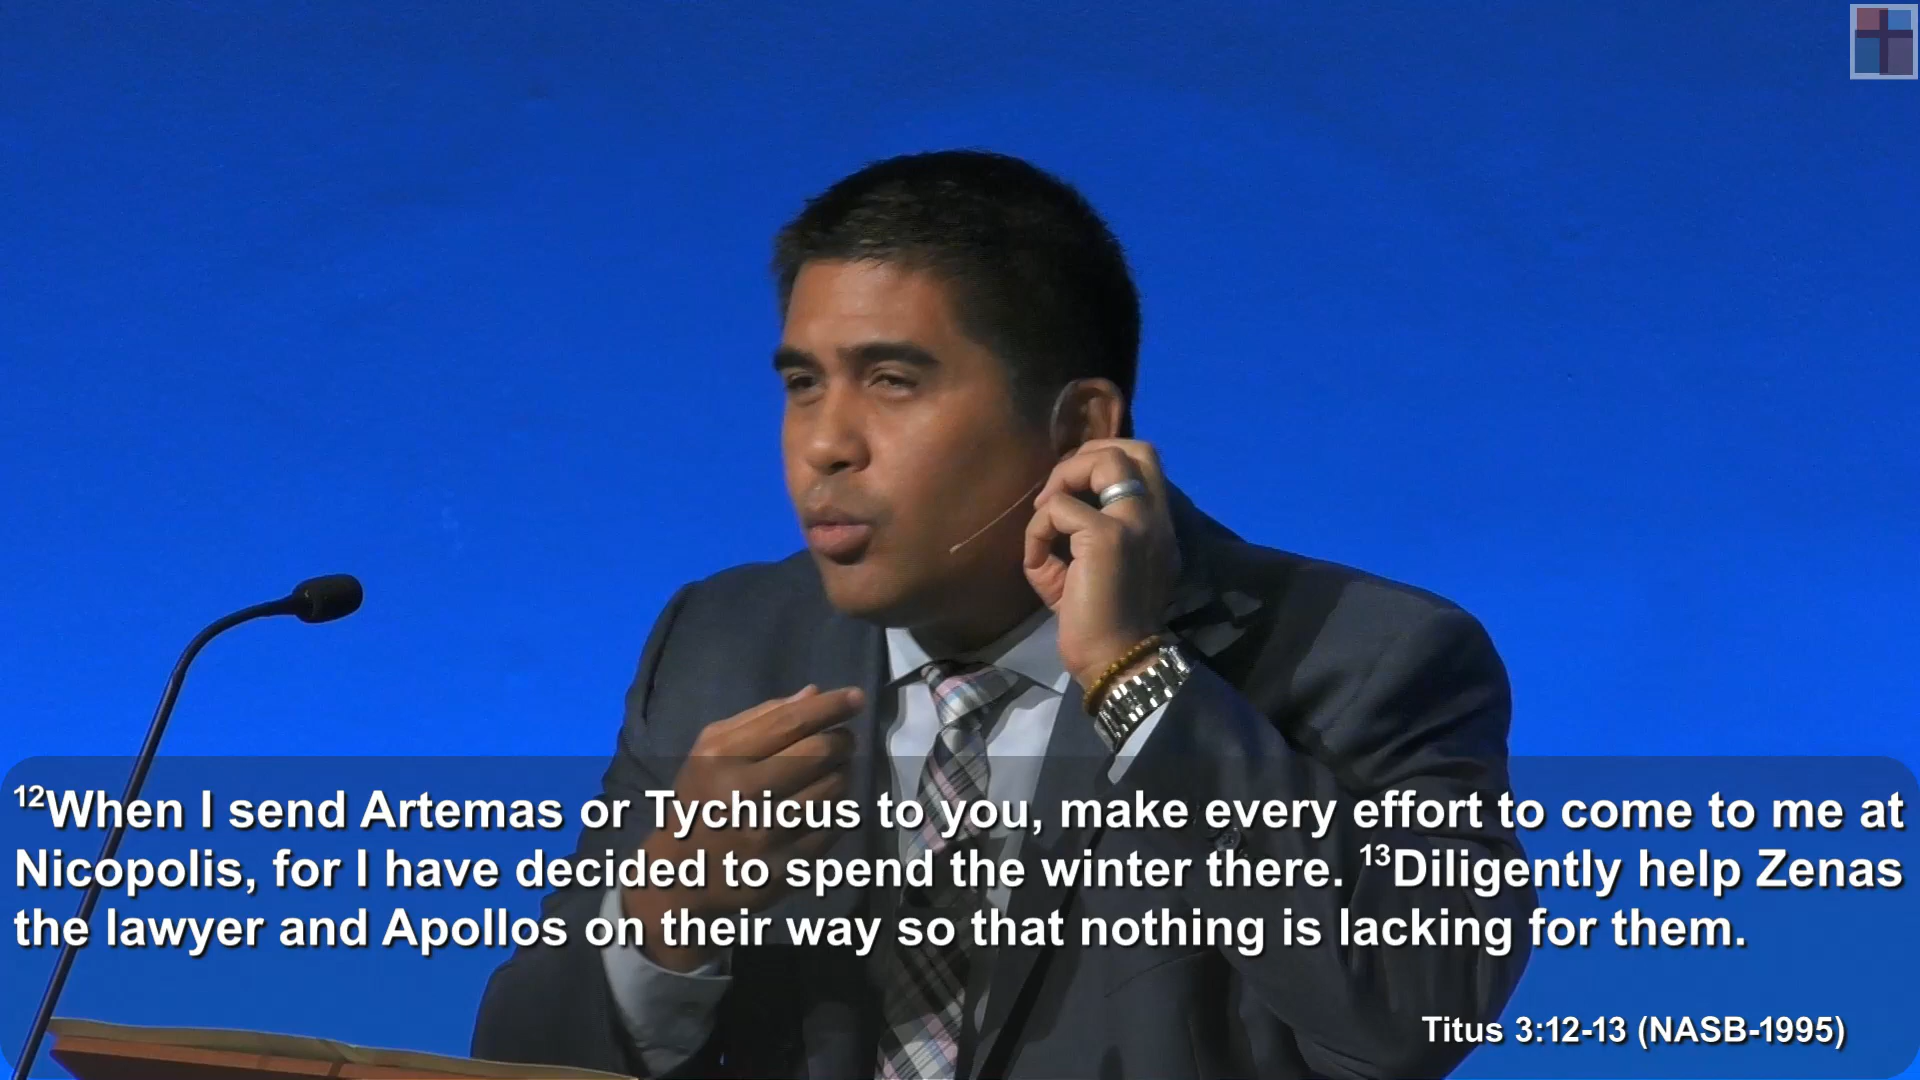 ¹²When I send Artemas or Tychicus to you, make every effort to come to me at
Nicopolis, for I have decided to spend the winter there. ¹³Diligently help Zenas
the lawyer and Apollos on their way so that nothing is lacking for them.
Titus 3:12-13 (NASB-1995)